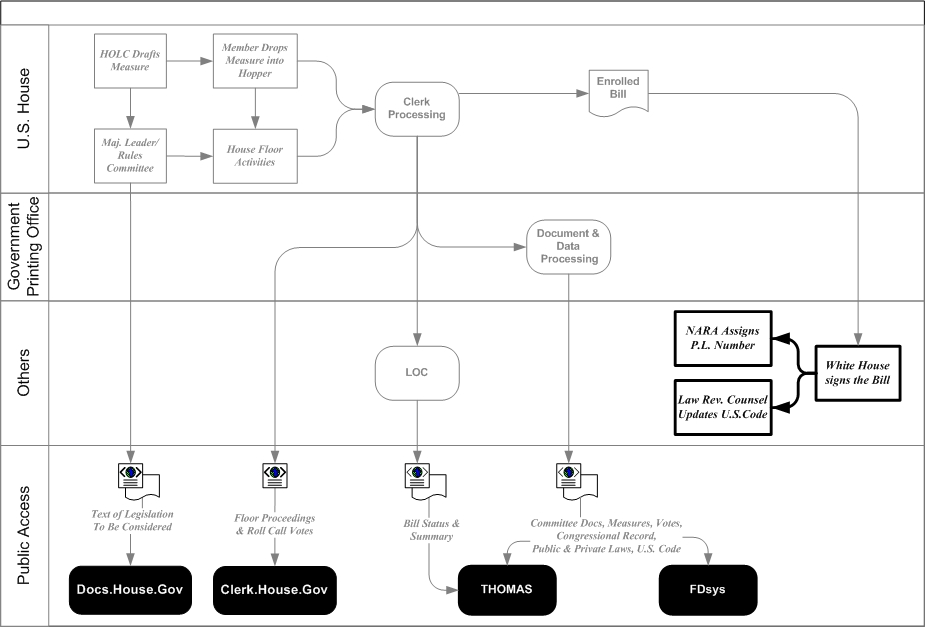 U.S. House
HOLC Drafts
Measure
Member Drops
Measure into
Hopper
Maj. Leader/
Rules
Committee
House Floor
Activities
Clerk
Processing
Enrolled
Bill
Government
Printing Office
Document &
Data
Processing
Others
LOC
NARA Assigns
P.L. Number
Law Rev. Counsel
Updates U.S.Code
White House
signs the Bill
Public Access
Text of Legislation
To Be Considered
Floor Proceedings
& Roll Call Votes
Bill Status &
Summary
Committee Docs, Measures, Votes,
Congressional Record,
Public & Private Laws, U.S. Code
Docs.House.Gov
Clerk.House.Gov
THOMAS
FDsys